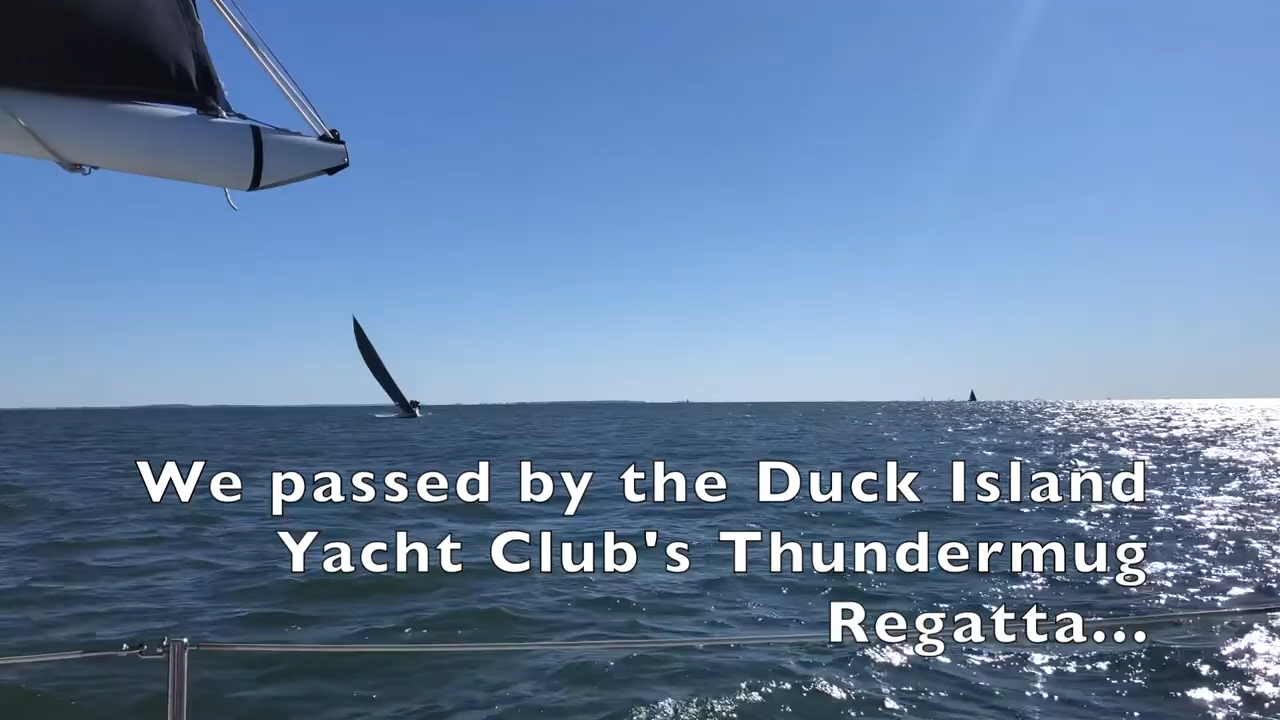 We passed by the Duck Island
Yacht Club's Thundermug
Regatta...